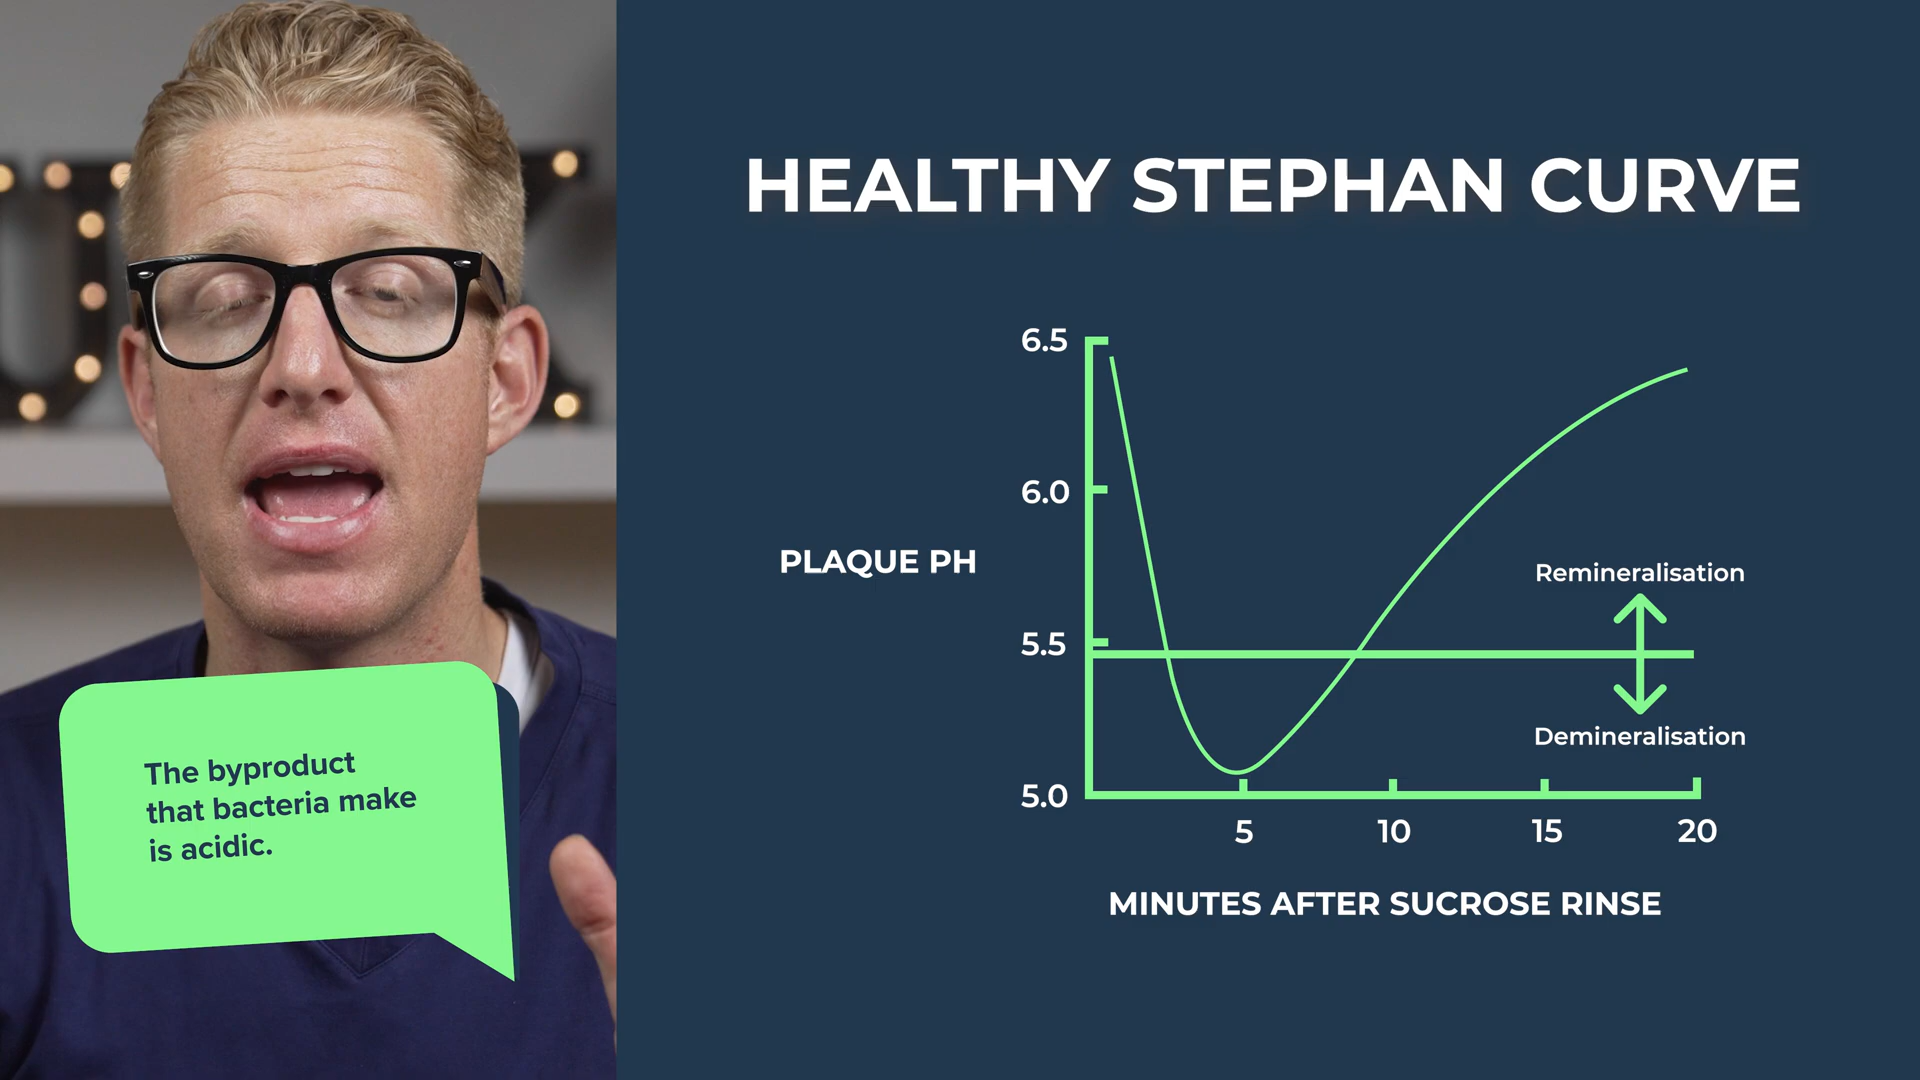 HEALTHY STEPHAN CURVE
6.5
6.0
PLAQUE PH
5.5
5.0
Remineralisation
Demineralisation
5
10
15
20
MINUTES AFTER SUCROSE RINSE
The byproduct
that bacteria make
is acidic.